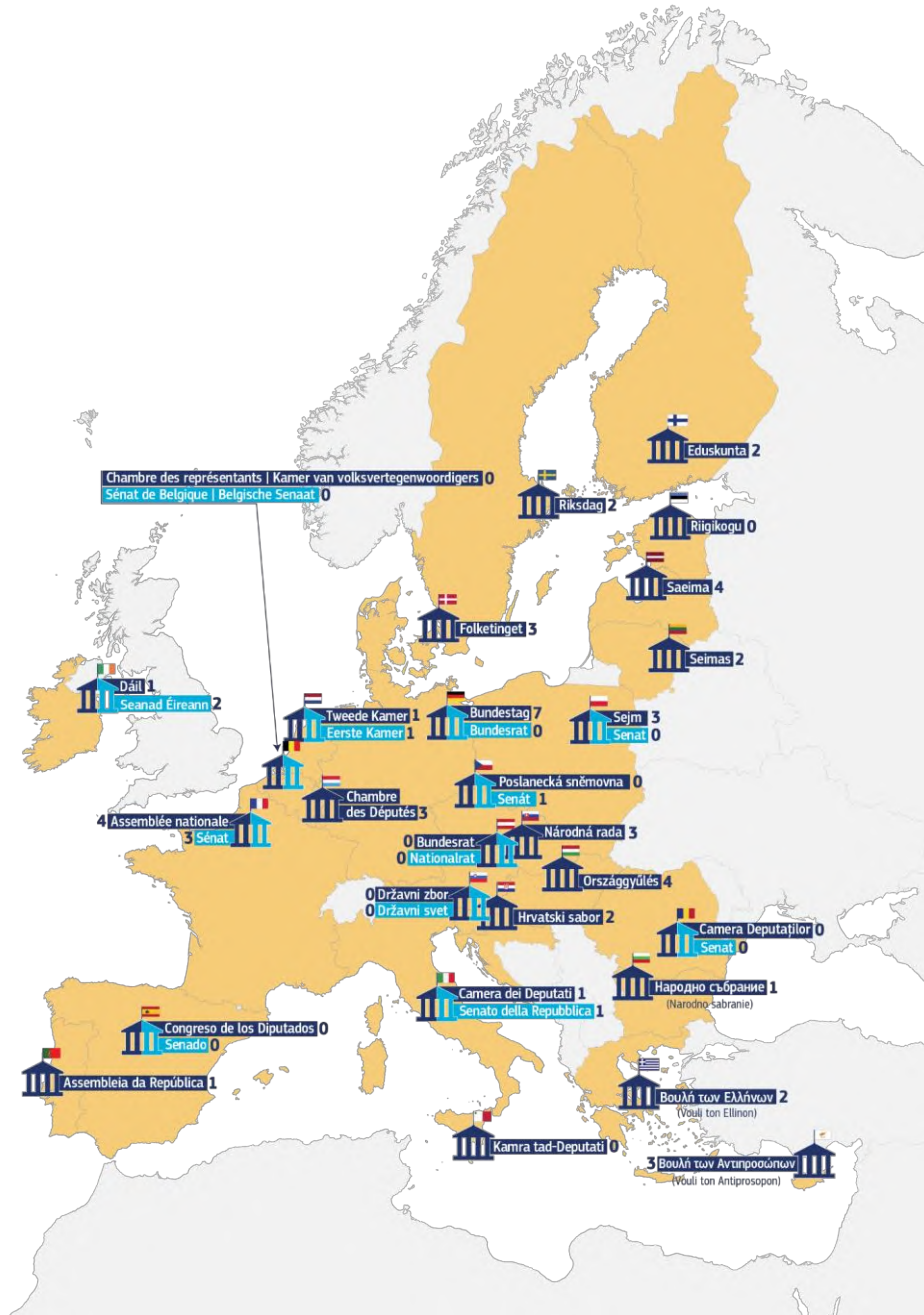 Eduskunta 2
Chambre des représentants | Kamer van volksvertegenwoordigers 0
Sénat de Belgique | Belgische Senaat 0
Riksdag 2
Riigikogu 0
Saeima 4
Folketinget 3
Seimas 2
Dáil 1
Seanad Éireann 2
Tweede Kamer 1
Eerste Kamer 1
Bundestag 7
Bundesrat 0
Sejm 3
Senat 0
Poslanecká sněmovna 0
Senát 1
Chambre
des Députés 3
4 Assemblée nationale
3 Sénat
Národná rada 3
0 Bundesrat
0 Nationalrat
Országgyűlés 4
0 Državni zbor
0 Državni svet
Hrvatski sabor 2
Camera Deputaților 0
Senat 0
Народно събрание 1
(Narodno sabranie)
Camera dei Deputati 1
Senato della Repubblica 1
Congreso de los Diputados 0
Senado 0
Assembleia da República 1
Βουλή των Ελλήνων 2
(Vouli ton Ellinon)
Kamra tad-Deputati 0
3 Βουλή των Αντιπροσώπων
(Vouli ton Antiprosopon)